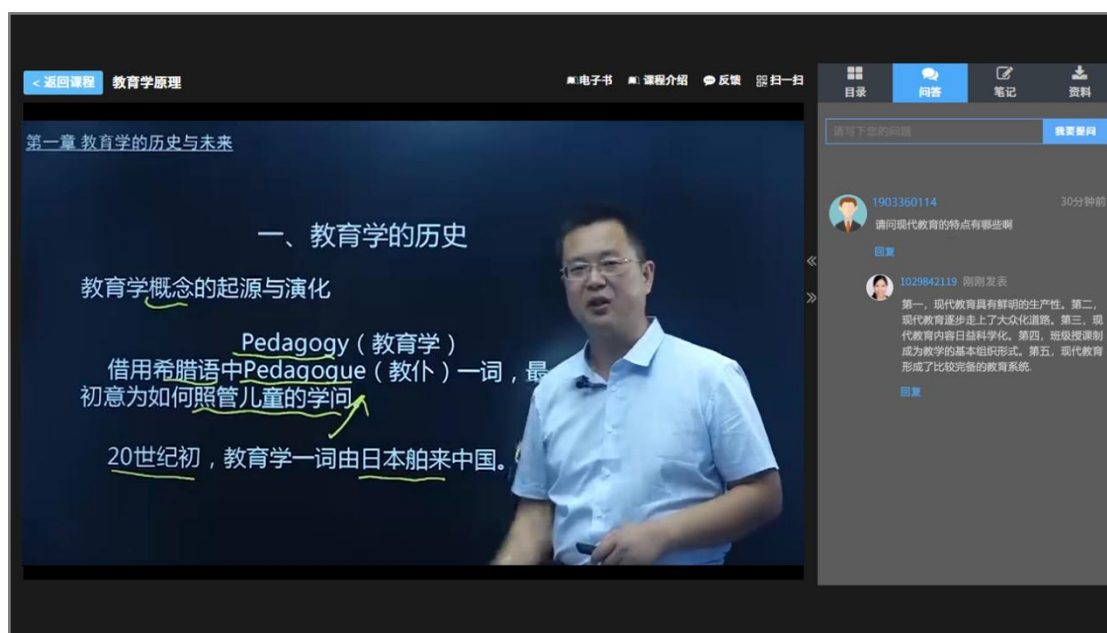 < 返回课程 教育学原理 电子书 课程介绍 反馈 扫一扫
目录 问答 笔记 资料
请写下您的问题 我要提问
第一章 教育学的历史与未来
一、教育学的历史
教育学概念的起源与演化
Pedagogy（教育学）
借用希腊语中Pedagogue（教仆）一词，最
初意为如何照管儿童的学问
20世纪初，教育学一词由日本舶来中国。
1903360114 30分钟前
请问现代教育的特点有哪些啊
回复
1029842119 刚刚发表
第一，现代教育具有鲜明的生产性。第二，
现代教育逐步走上了大众化道路。第三，现
代教育内容日益科学化。第四，班级授课制
成为教学的基本组织形式。第五，现代教育
形成了比较完备的教育系统.
回复